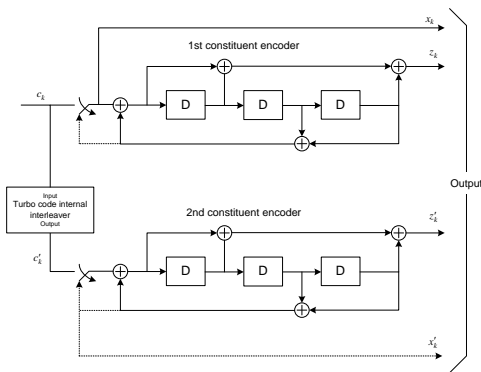 x_k
1st constituent encoder
z_k
c_k
D D D
Output
Input
Turbo code internal
interleaver
Output
2nd constituent encoder
z′_k
c′_k
D D D
x′_k